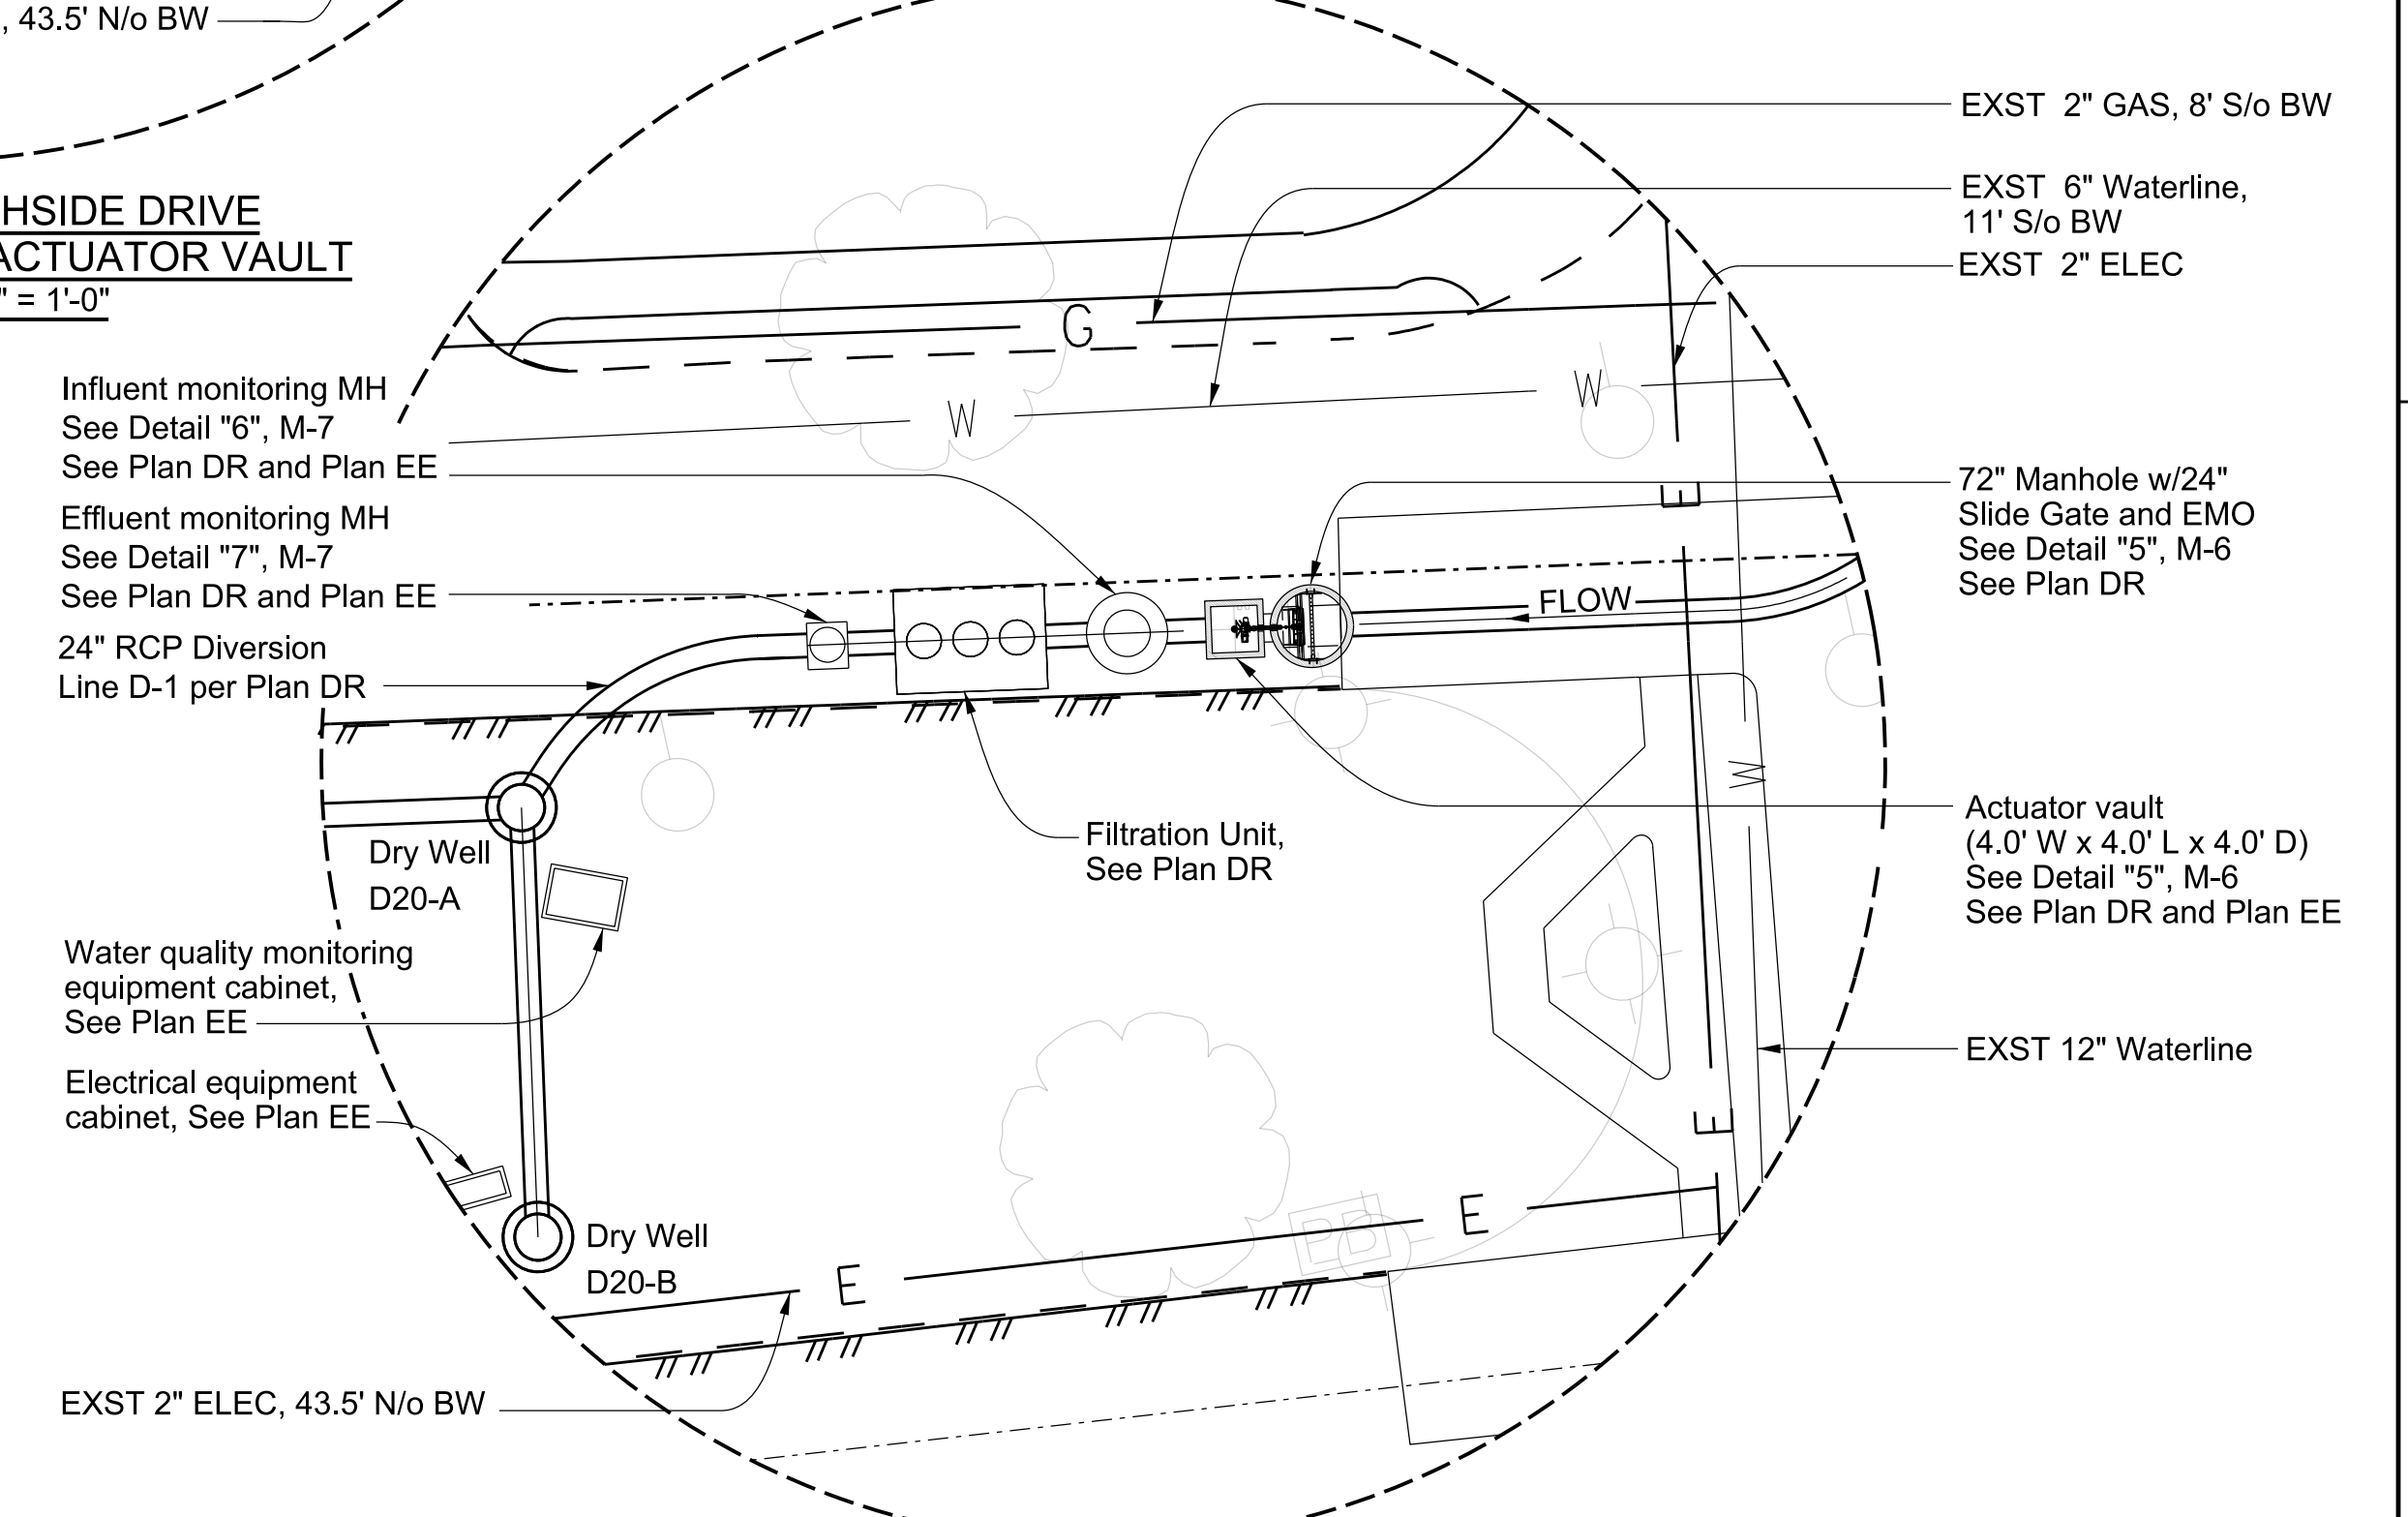 , 43.5' N/o BW
HSIDE DRIVE
ACTUATOR VAULT
" = 1'-0"
Influent monitoring MH
See Detail "6", M-7
See Plan DR and Plan EE
Effluent monitoring MH
See Detail "7", M-7
See Plan DR and Plan EE
24" RCP Diversion
Line D-1 per Plan DR
Dry Well
D20-A
Water quality monitoring
equipment cabinet,
See Plan EE
Electrical equipment
cabinet, See Plan EE
Dry Well
D20-B
EXST 2" ELEC, 43.5' N/o BW
G
W
W
E
FLOW
Filtration Unit,
See Plan DR
W
E
E
E
PB
EXST 2" GAS, 8' S/o BW
EXST 6" Waterline,
11' S/o BW
EXST 2" ELEC
72" Manhole w/24"
Slide Gate and EMO
See Detail "5", M-6
See Plan DR
Actuator vault
(4.0' W x 4.0' L x 4.0' D)
See Detail "5", M-6
See Plan DR and Plan EE
EXST 12" Waterline